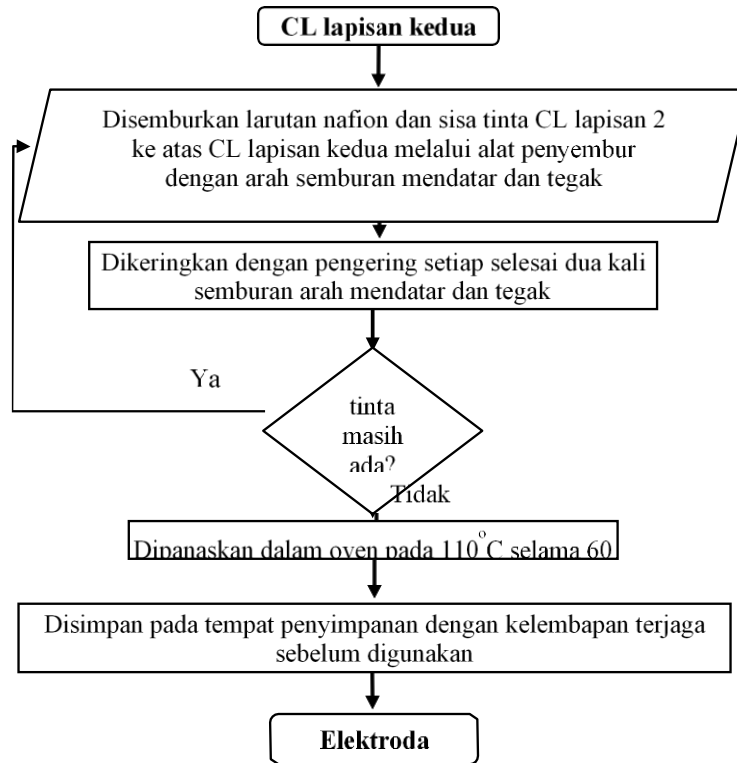 CL lapisan kedua
Disemburkan larutan nafion dan sisa tinta CL lapisan 2
ke atas CL lapisan kedua melalui alat penyembur
dengan arah semburan mendatar dan tegak
Dikeringkan dengan pengering setiap selesai dua kali
semburan arah mendatar dan tegak
Ya
tinta
masih
ada?
Tidak
Dipanaskan dalam oven pada 110°C selama 60
Disimpan pada tempat penyimpanan dengan kelembapan terjaga
sebelum digunakan
Elektroda